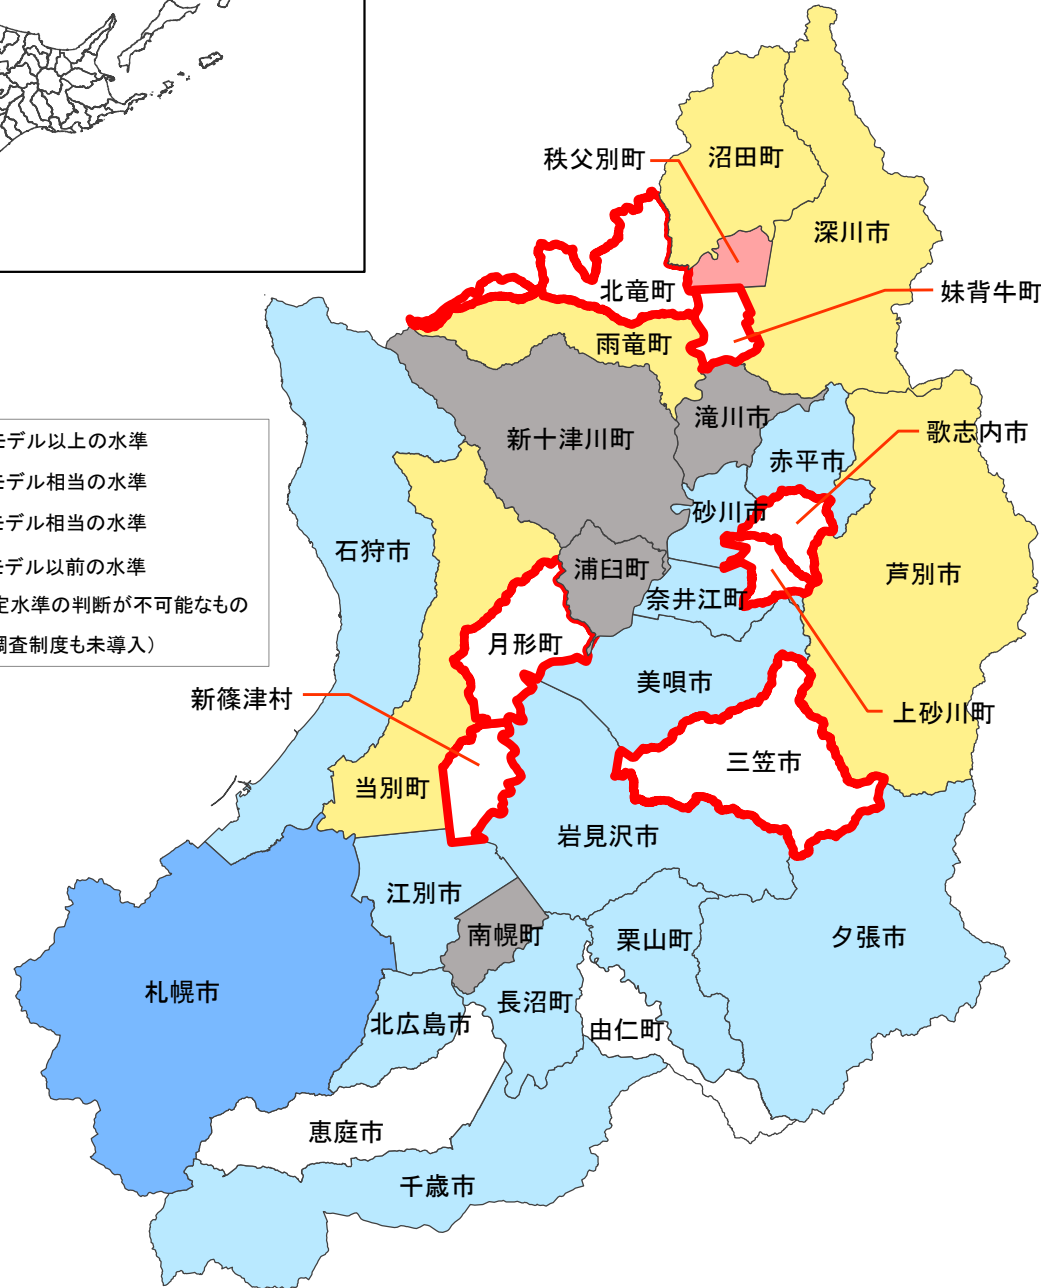 秩父別町
沼田町
深川市
北竜町
妹背牛町
雨竜町
滝川市
歌志内市
新十津川町
赤平市
モデル以上の水準
モデル相当の水準
モデル相当の水準
モデル以前の水準
定水準の判断が不可能なもの
調査制度も未導入）
砂川市
石狩市
浦臼町
芦別市
奈井江町
月形町
美唄市
新篠津村
上砂川町
三笠市
当別町
岩見沢市
江別市
南幌町
栗山町
夕張市
札幌市
長沼町
北広島市
由仁町
恵庭市
千歳市